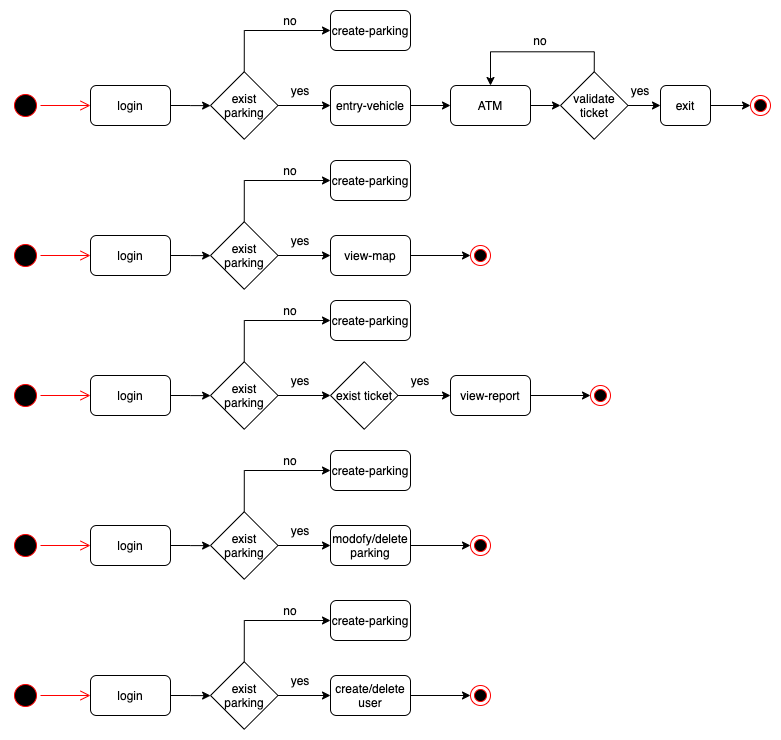 no
create-parking
no
login
exist
parking
yes
entry-vehicle
ATM
validate
ticket
yes
exit
no
create-parking
login
exist
parking
yes
view-map
no
create-parking
login
exist
parking
yes
exist ticket
yes
view-report
no
create-parking
login
exist
parking
yes
modofy/delete
parking
no
create-parking
login
exist
parking
yes
create/delete
user